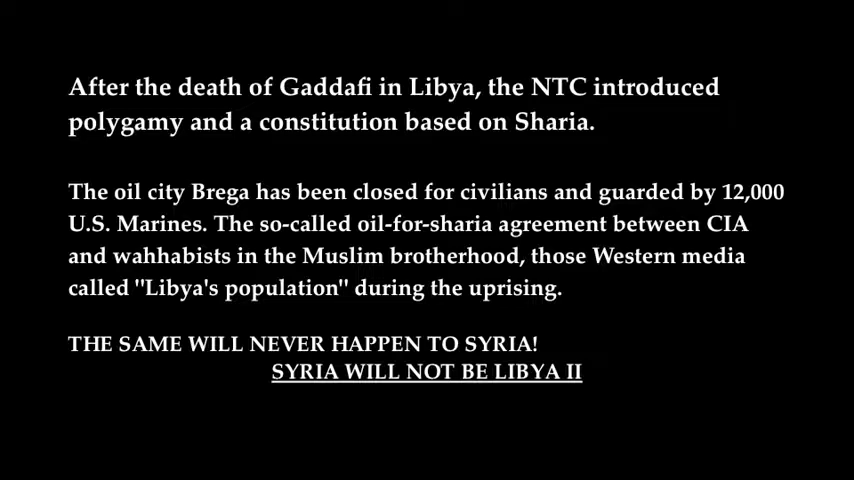 After the death of Gaddafi in Libya, the NTC introduced
polygamy and a constitution based on Sharia.
The oil city Brega has been closed for civilians and guarded by 12,000
U.S. Marines. The so-called oil-for-sharia agreement between CIA
and wahhabists in the Muslim brotherhood, those Western media
called "Libya's population" during the uprising.
THE SAME WILL NEVER HAPPEN TO SYRIA!
SYRIA WILL NOT BE LIBYA II